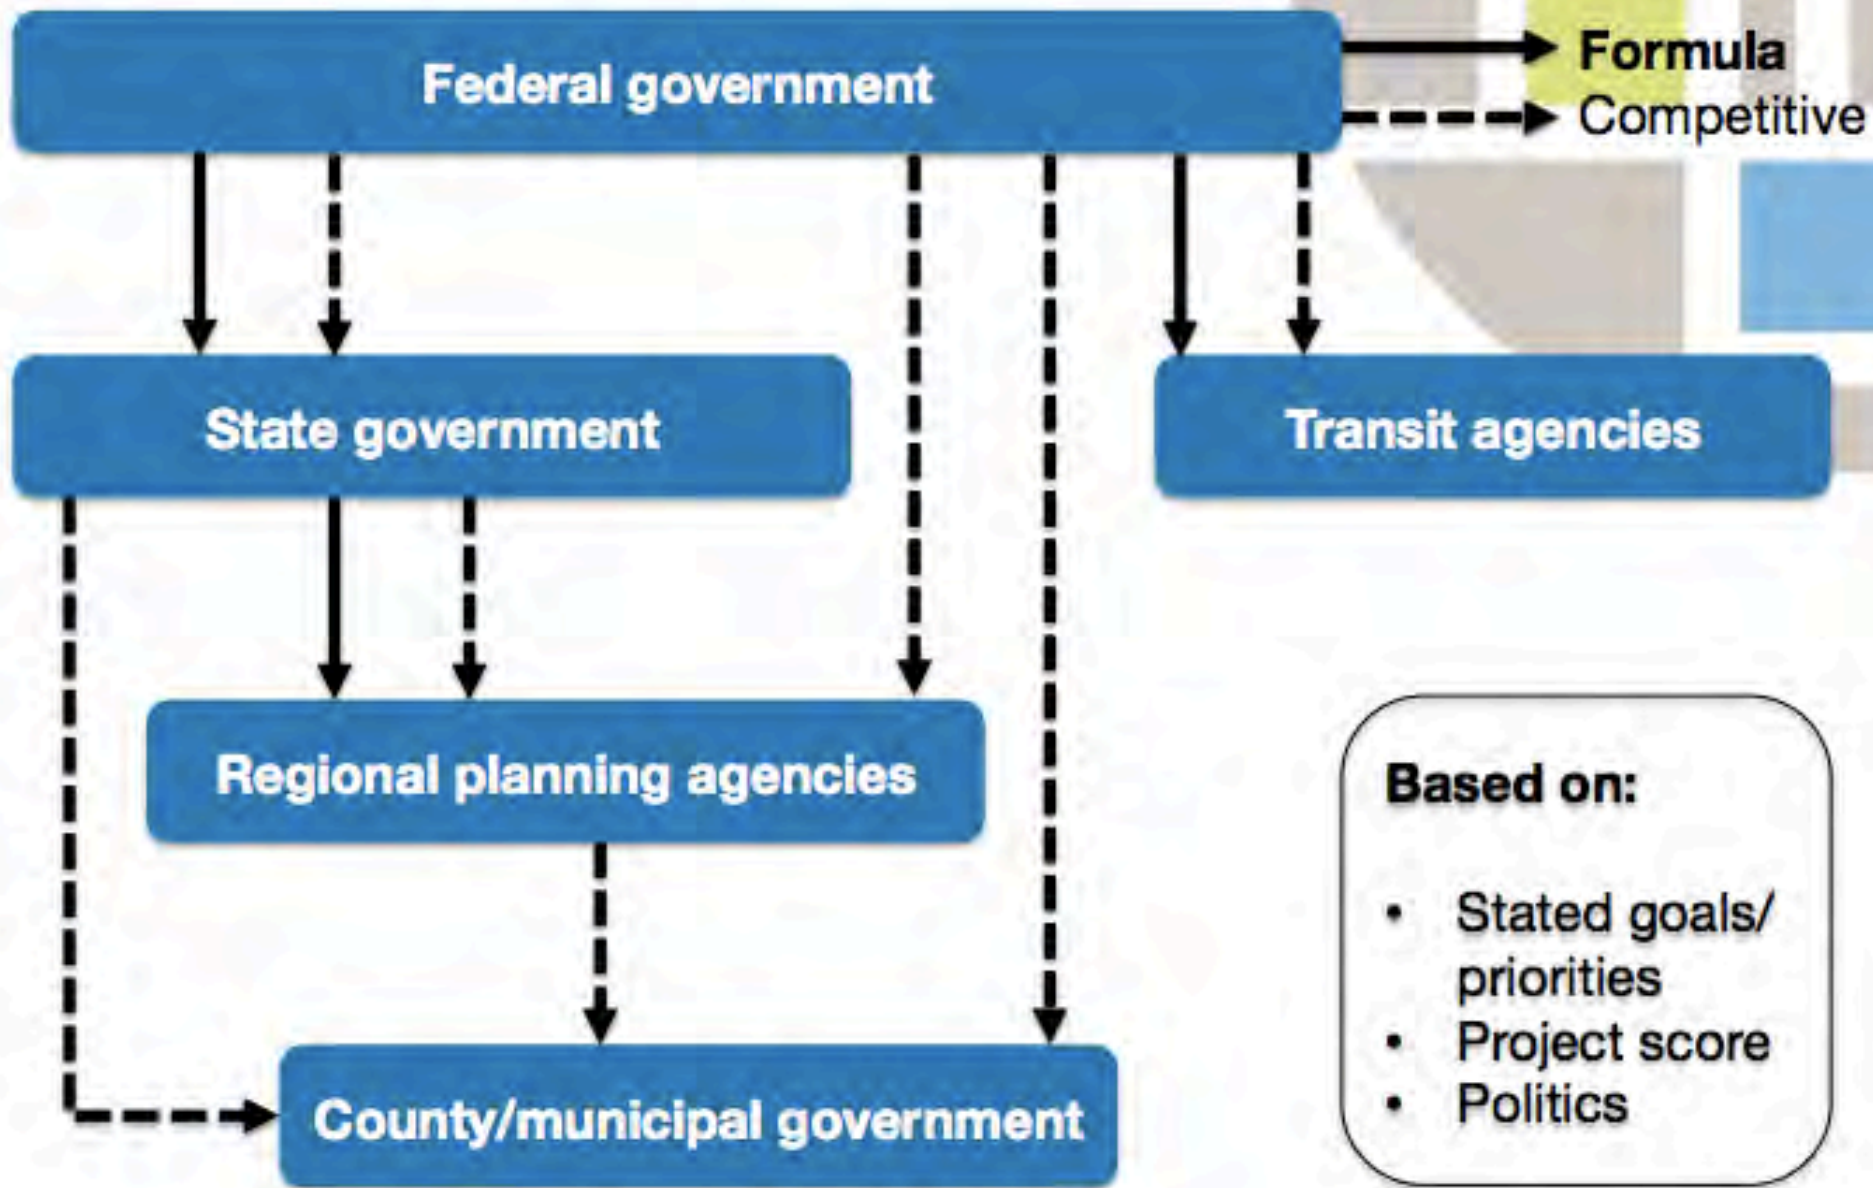 Federal government
Formula
Competitive
State government
Transit agencies
Regional planning agencies
County/municipal government
Based on:
• Stated goals/
priorities
• Project score
• Politics